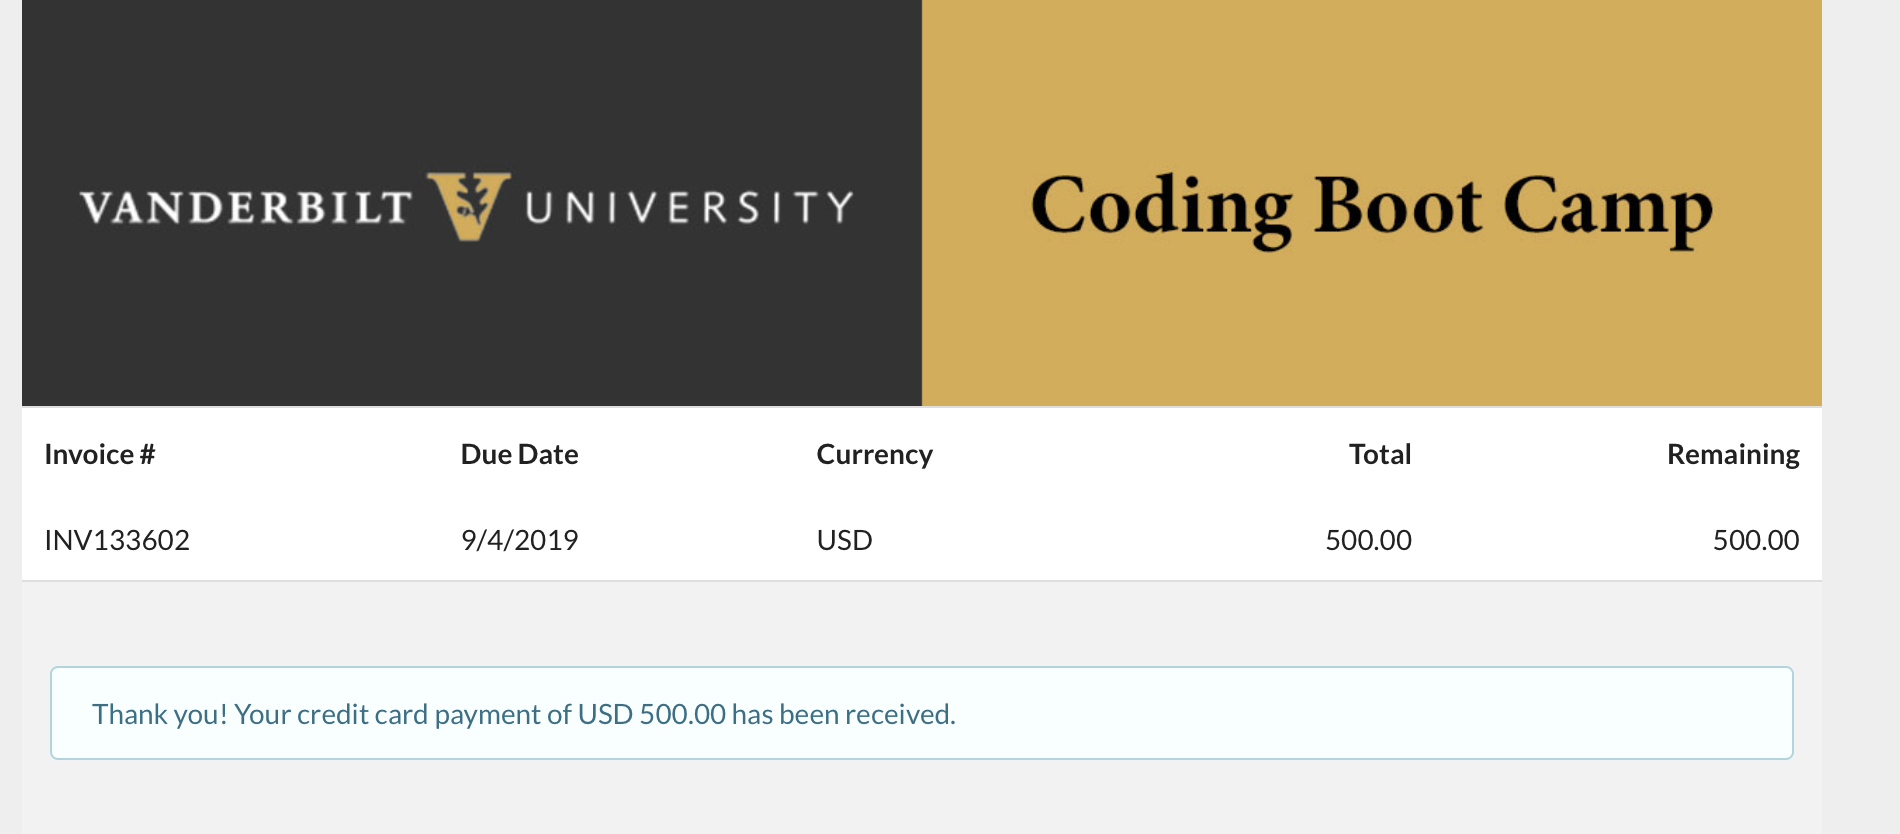 VANDERBILT V UNIVERSITY
Coding Boot Camp
Invoice # Due Date Currency Total Remaining
INV133602 9/4/2019 USD 500.00 500.00
Thank you! Your credit card payment of USD 500.00 has been received.